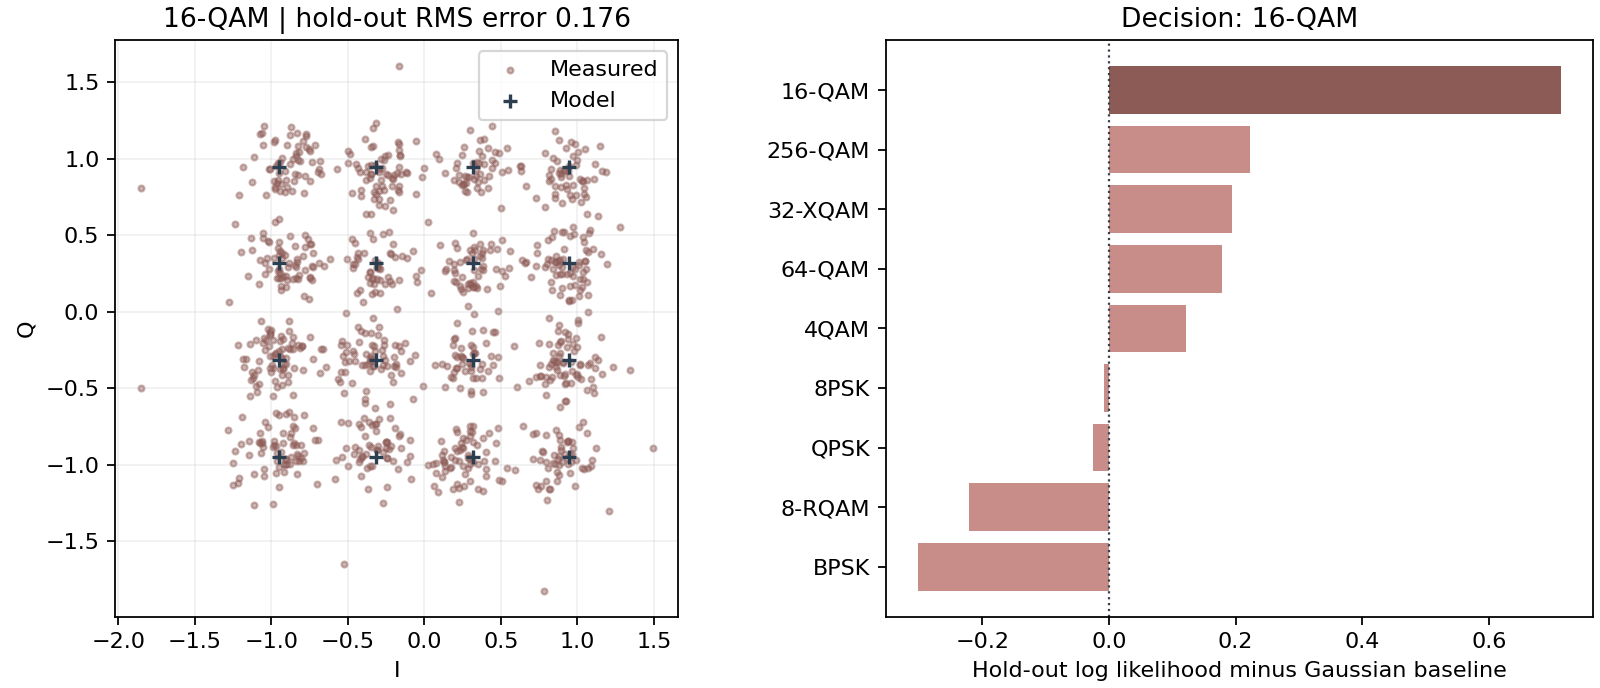 16-QAM | hold-out RMS error 0.176
Measured
Model
1.5
1.0
0.5
0.0
−0.5
−1.0
−1.5
Q
−2.0 −1.5 −1.0 −0.5 0.0 0.5 1.0 1.5
I
Decision: 16-QAM
16-QAM
256-QAM
32-XQAM
64-QAM
4QAM
8PSK
QPSK
8-RQAM
BPSK
−0.2 0.0 0.2 0.4 0.6
Hold-out log likelihood minus Gaussian baseline